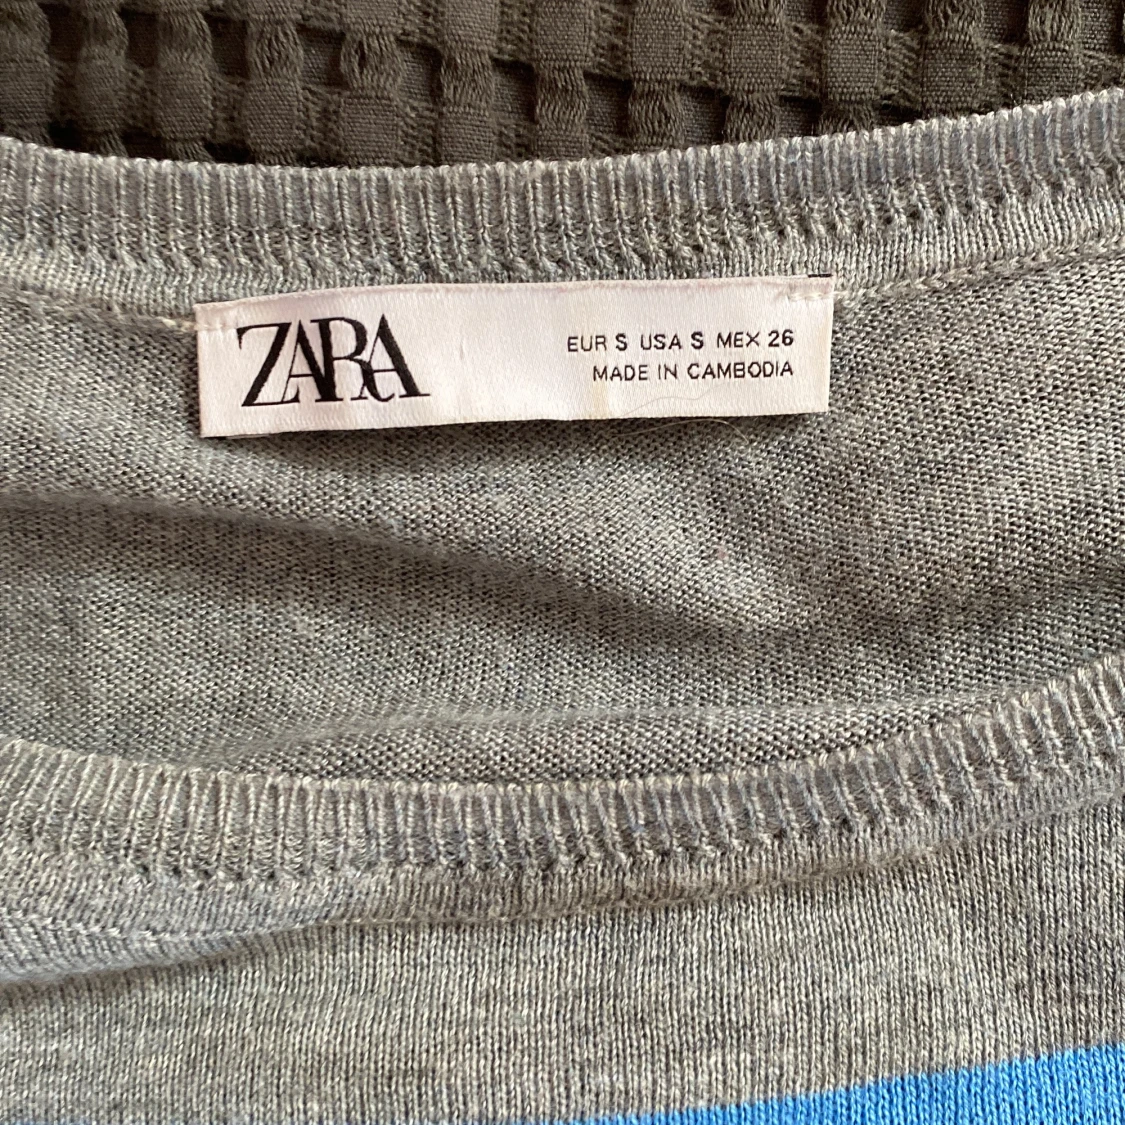 ZARA
EUR S USA S MEX 26
MADE IN CAMBODIA